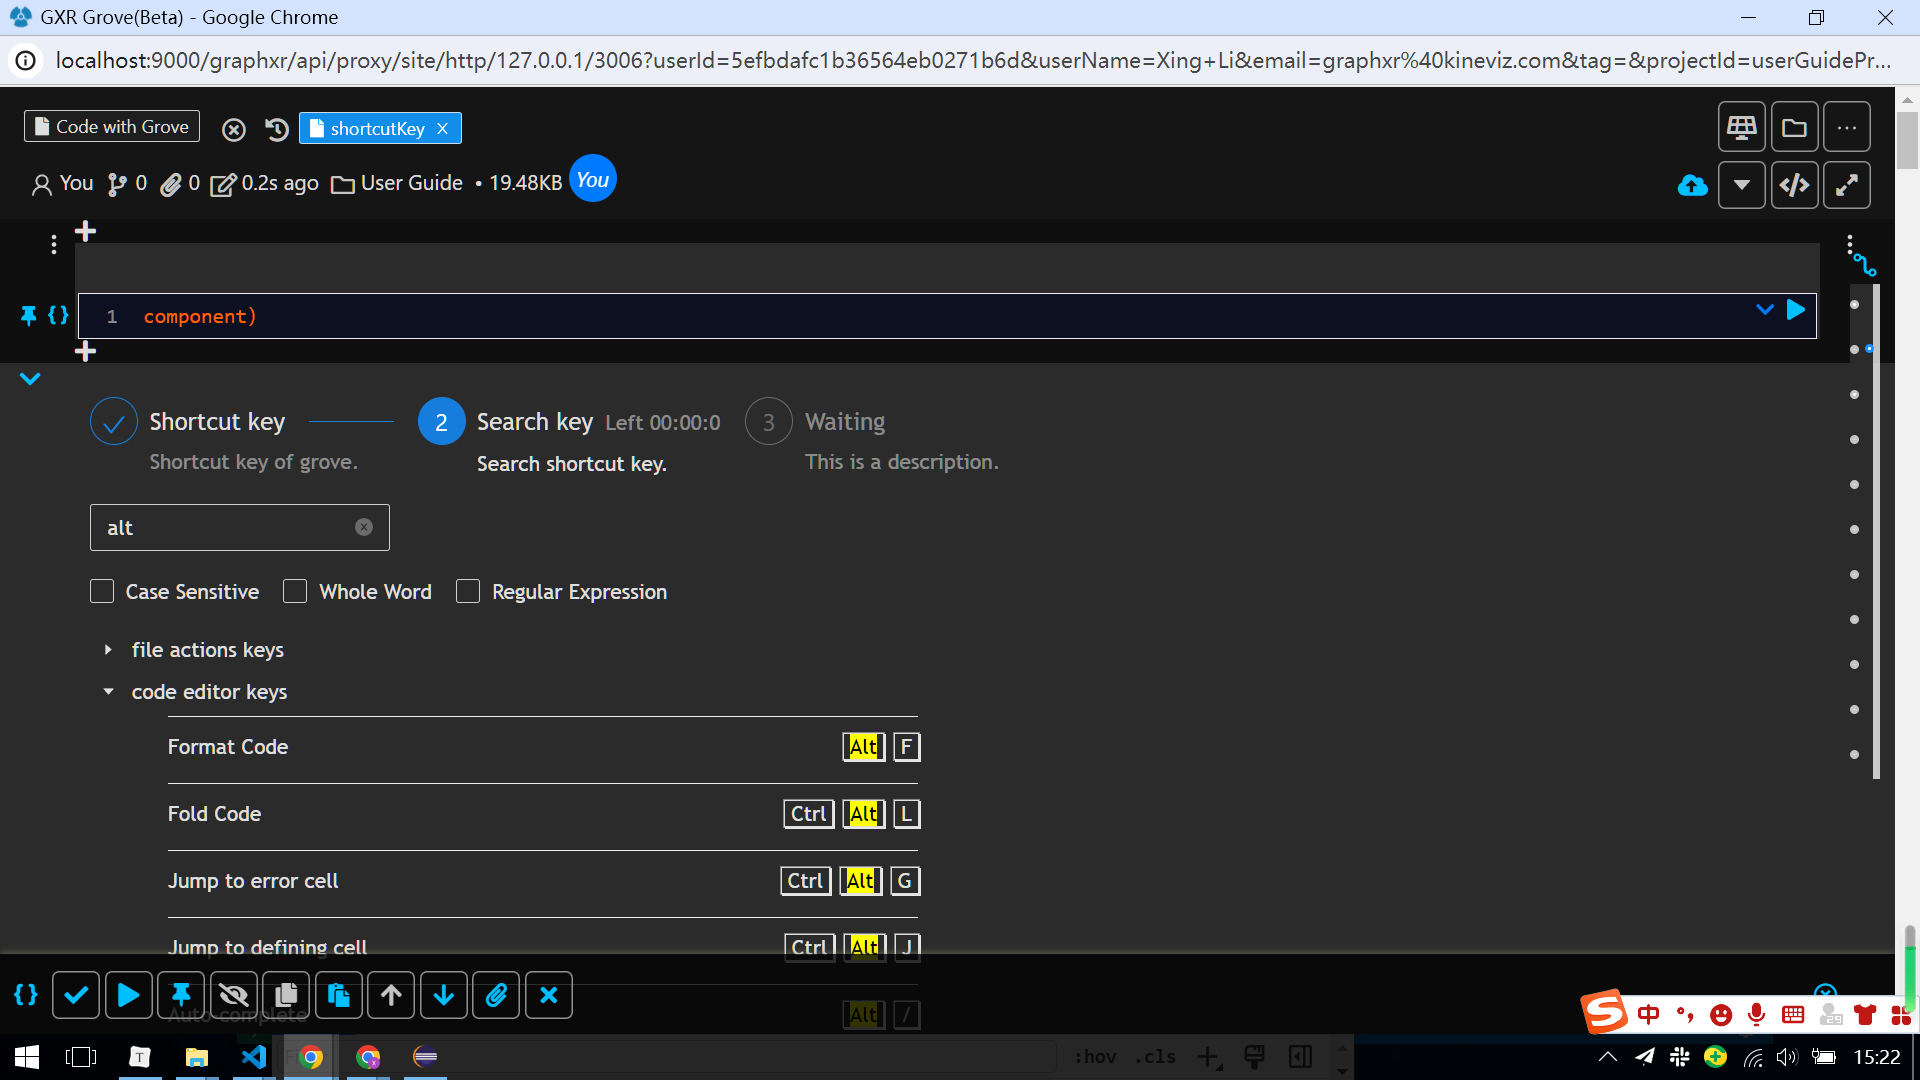 GXR Grove(Beta) - Google Chrome
localhost:9000/graphxr/api/proxy/site/http/127.0.0.1/3006?userId=5efbdafc1b36564eb0271b6d&userName=Xing+Li&email=graphxr%40kineviz.com&tag=&projectId=userGuidePr...
Code with Grove
shortcutKey
You 0 0 0.2s ago User Guide • 19.48KB You
1 component)
Shortcut key
Shortcut key of grove.
2 Search key Left 00:00:0
Search shortcut key.
3 Waiting
This is a description.
alt
Case Sensitive Whole Word Regular Expression
file actions keys
code editor keys
Format Code Alt F
Fold Code Ctrl Alt L
Jump to error cell Ctrl Alt G
Jump to defining cell Ctrl Alt J
Auto-complete Alt /
中
29
:hov .cls
15:22